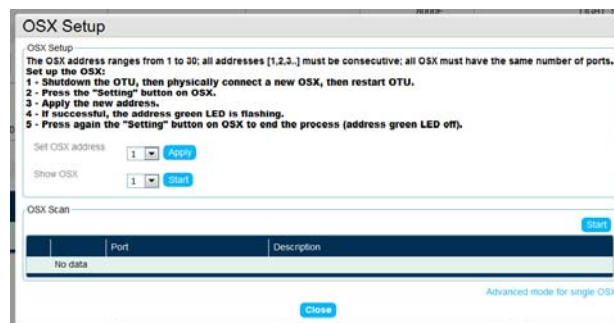 OSX Setup
OSX Setup
The OSX address ranges from 1 to 30; all addresses [1,2,3..] must be consecutive; all OSX must have the same number of ports.
Set up the OSX:
1 - Shutdown the OTU, then physically connect a new OSX, then restart OTU.
2 - Press the "Setting" button on OSX.
3 - Apply the new address.
4 - If successful, the address green LED is flashing.
5 - Press again the "Setting" button on OSX to end the process (address green LED off).
Set OSX address 1 Apply
Show OSX 1 Start
OSX Scan
Start
Port Description
No data
Advanced mode for single OSX
Close